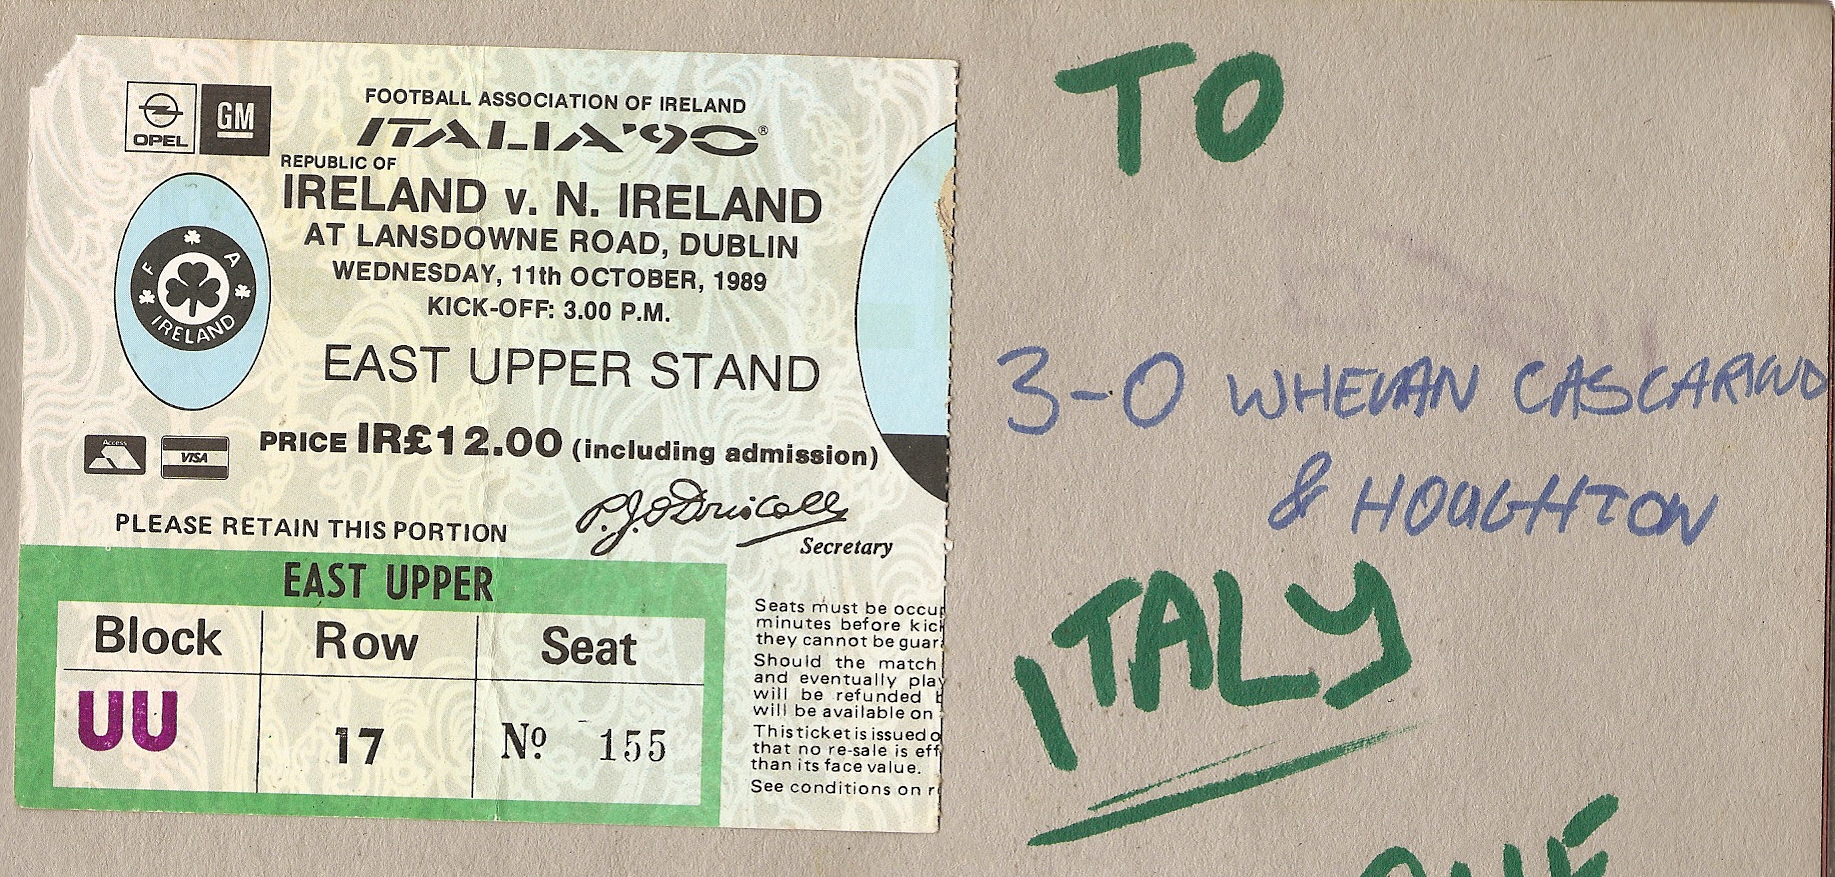 OPEL
GM
FOOTBALL ASSOCIATION OF IRELAND
ITALIA'90®
REPUBLIC OF
IRELAND v. N. IRELAND
AT LANSDOWNE ROAD, DUBLIN
WEDNESDAY, 11th OCTOBER, 1989
KICK-OFF: 3.00 P.M.
F A
IRELAND
EAST UPPER STAND
Access
VISA
PRICE IR£12.00 (including admission)
P.J. O'Driscoll
PLEASE RETAIN THIS PORTION
Secretary
EAST UPPER
Block Row Seat
UU 17 Nº 155
Seats must be occu
minutes before kic
they cannot be guar
Should the match
and eventually play
will be refunded b
will be available on
This ticket is issued o
that no re-sale is eff
than its face value.
See conditions on r
TO
3-0 WHELAN CASCARINO
& HOUGHTON
ITALY